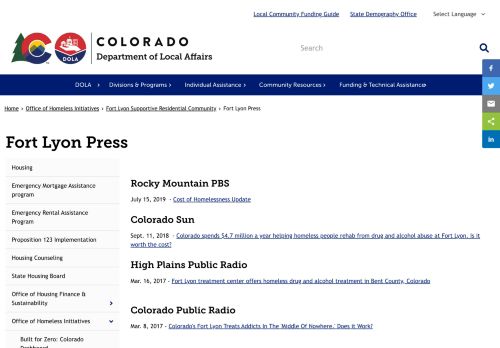 Local Community Funding Guide State Demography Office Select Language
COLORADO
Department of Local Affairs
DOLA
Search
DOLA Divisions & Programs Individual Assistance Community Resources Funding & Technical Assistance
Home › Office of Homeless Initiatives › Fort Lyon Supportive Residential Community › Fort Lyon Press
Fort Lyon Press
Housing
Emergency Mortgage Assistance
program
Emergency Rental Assistance
Program
Proposition 123 Implementation
Housing Counseling
State Housing Board
Office of Housing Finance &
Sustainability
Office of Homeless Initiatives
Built for Zero: Colorado
Dashboard
Rocky Mountain PBS
July 15, 2019 - Cost of Homelessness Update
Colorado Sun
Sept. 11, 2018 - Colorado spends $4.7 million a year helping homeless people rehab from drug and alcohol abuse at Fort Lyon. Is it
worth the cost?
High Plains Public Radio
Mar. 16, 2017 - Fort Lyon treatment center offers homeless drug and alcohol treatment in Bent County, Colorado
Colorado Public Radio
Mar. 8, 2017 - Colorado's Fort Lyon Treats Addicts In The 'Middle Of Nowhere.' Does it Work?